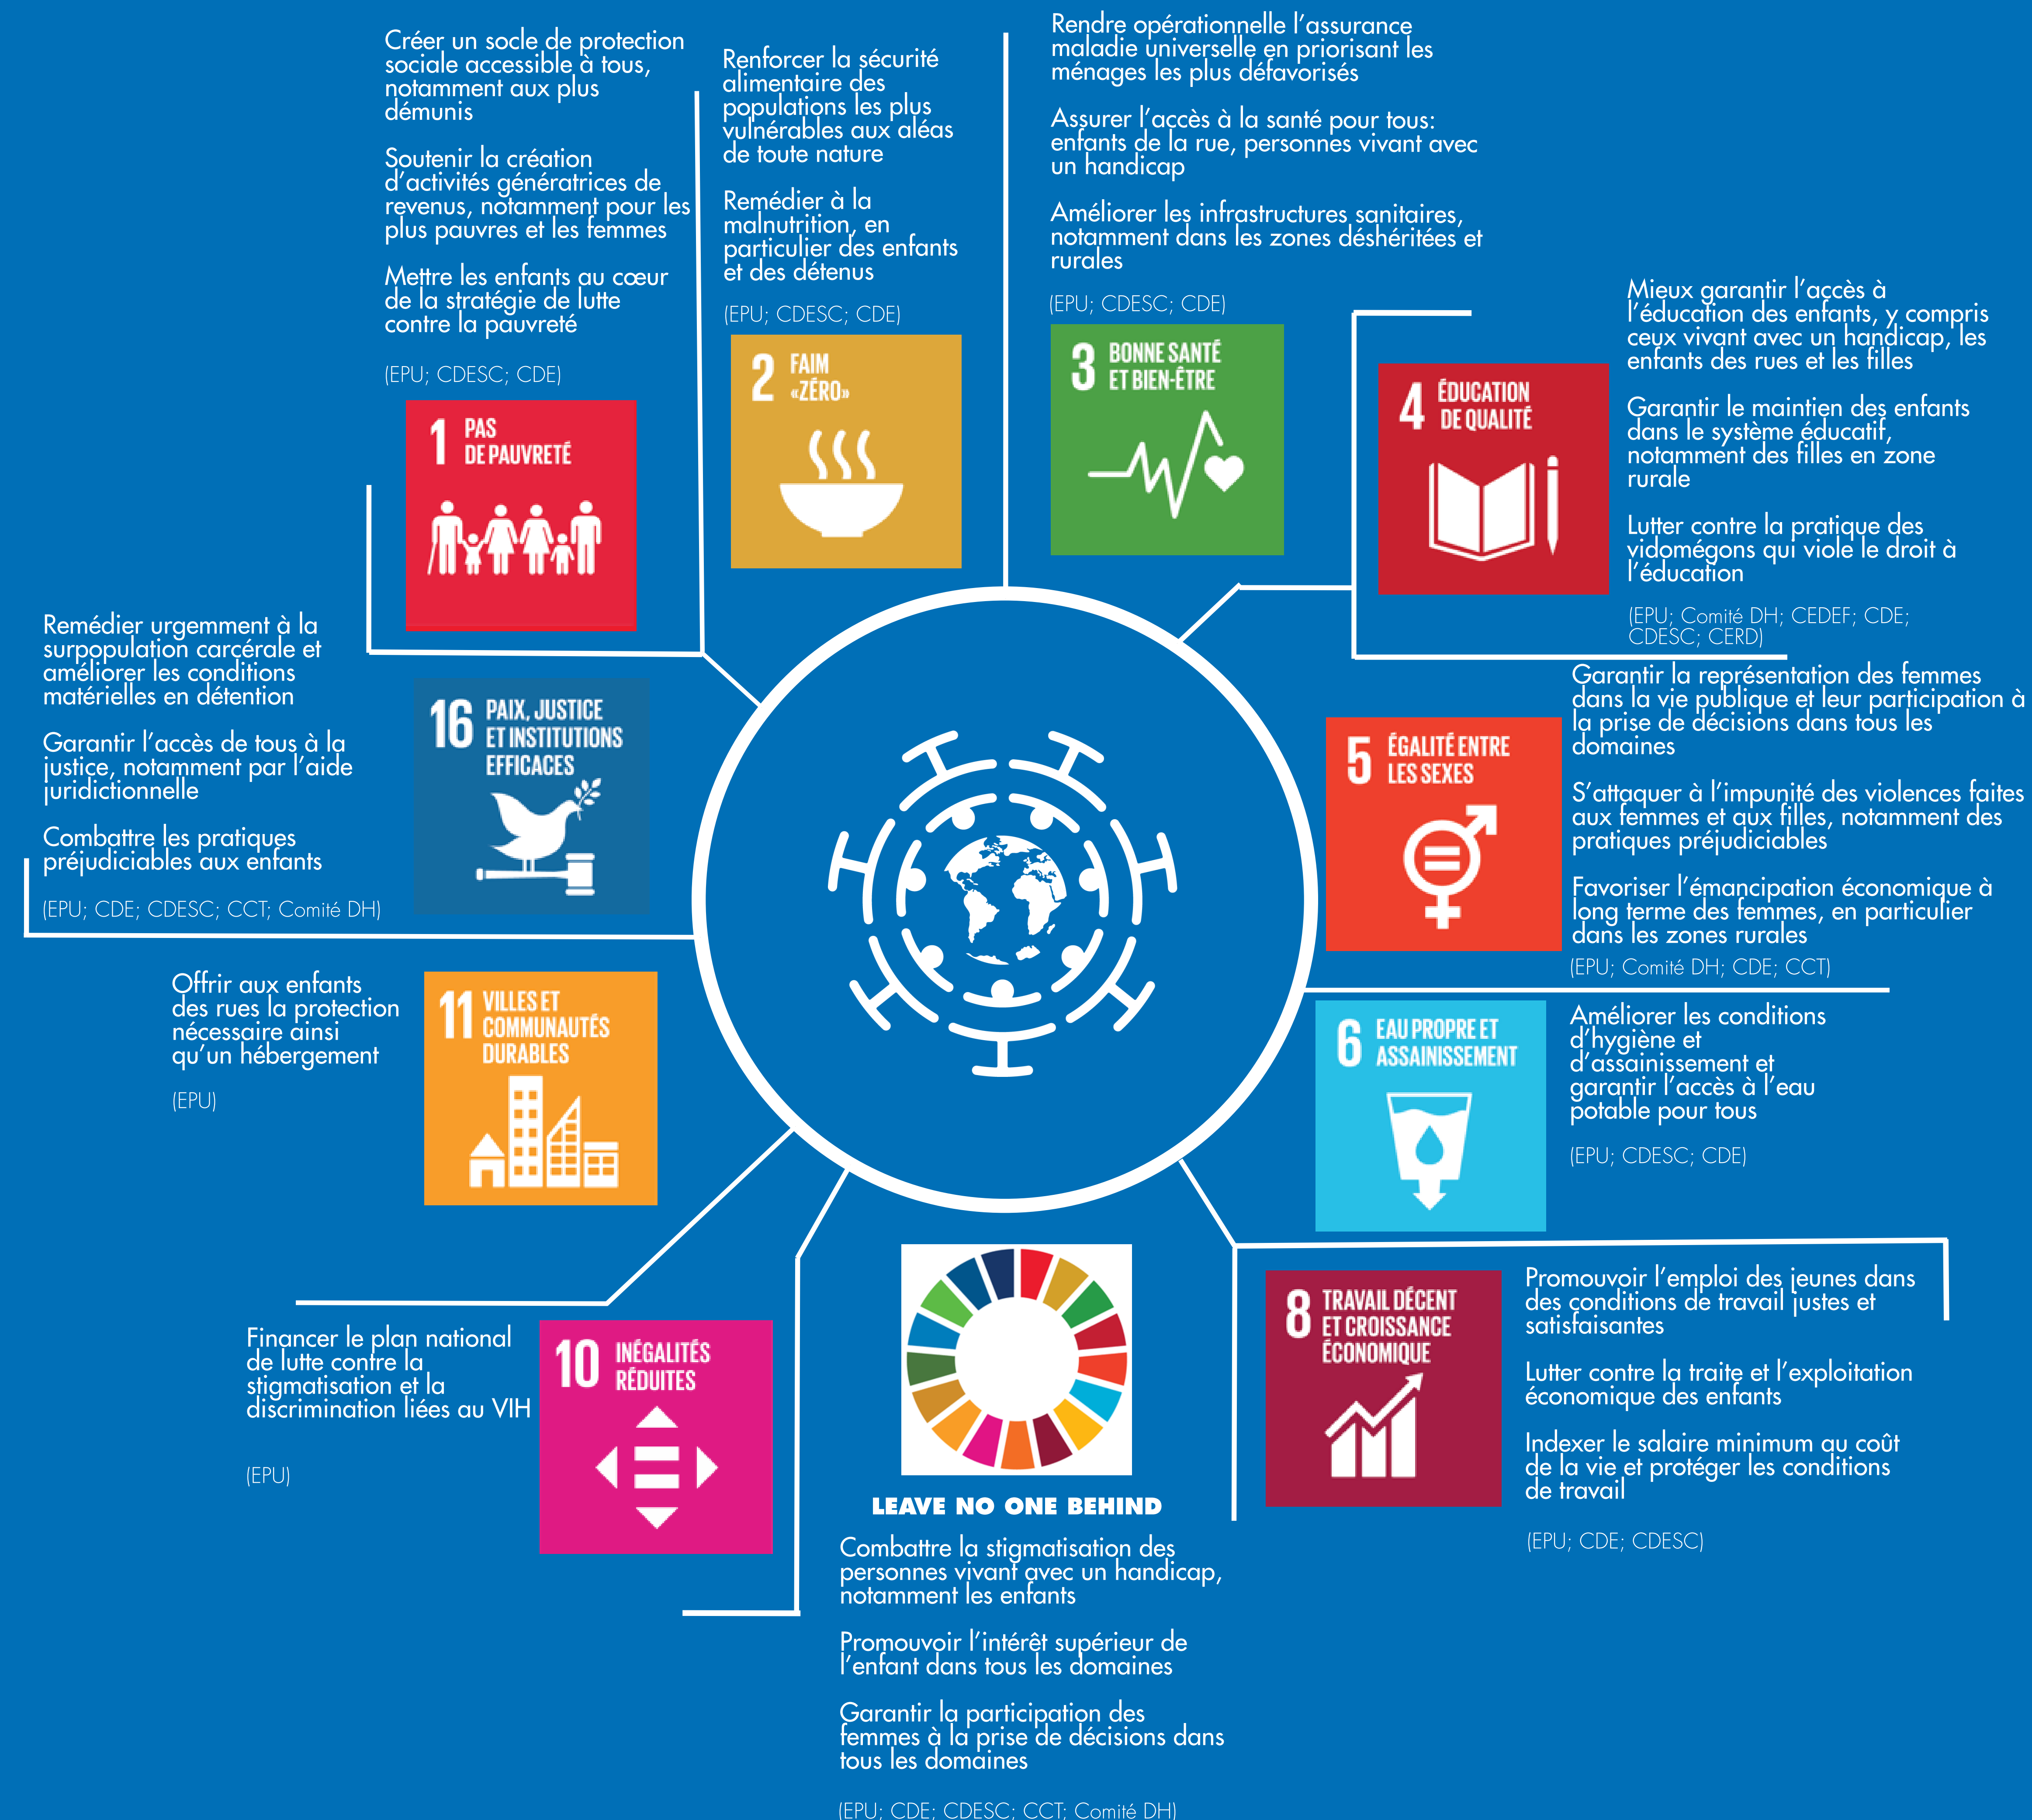 Créer un socle de protection
sociale accessible à tous,
notamment aux plus
démunis
Soutenir la création
d'activités génératrices de
revenus, notamment pour les
plus pauvres et les femmes
Mettre les enfants au cœur
de la stratégie de lutte
contre la pauvreté
(EPU; CDESC; CDE)
1 PAS
DE PAUVRETÉ
Renforcer la sécurité
alimentaire des
populations les plus
vulnérables aux aléas
de toute nature
Remédier à la
malnutrition, en
particulier des enfants
et des détenus
(EPU; CDESC; CDE)
2 FAIM
«ZÉRO»
Rendre opérationnelle l'assurance
maladie universelle en priorisant les
ménages les plus défavorisés
Assurer l'accès à la santé pour tous:
enfants de la rue, personnes vivant avec
un handicap
Améliorer les infrastructures sanitaires,
notamment dans les zones déshéritées et
rurales
(EPU; CDESC; CDE)
3 BONNE SANTÉ
ET BIEN-ÊTRE
4 ÉDUCATION
DE QUALITÉ
Mieux garantir l'accès à
l'éducation des enfants, y compris
ceux vivant avec un handicap, les
enfants des rues et les filles
Garantir le maintien des enfants
dans le système éducatif,
notamment des filles en zone
rurale
Lutter contre la pratique des
vidomégons qui viole le droit à
l'éducation
(EPU; Comité DH; CEDEF; CDE;
CDESC; CERD)
5 ÉGALITÉ ENTRE
LES SEXES
Garantir la représentation des femmes
dans la vie publique et leur participation à
la prise de décisions dans tous les
domaines
S'attaquer à l'impunité des violences faites
aux femmes et aux filles, notamment des
pratiques préjudiciables
Favoriser l'émancipation économique à
long terme des femmes, en particulier
dans les zones rurales
(EPU; Comité DH; CDE; CCT)
6 EAU PROPRE ET
ASSAINISSEMENT
Améliorer les conditions
d'hygiène et
d'assainissement et
garantir l'accès à l'eau
potable pour tous
(EPU; CDESC; CDE)
8 TRAVAIL DÉCENT
ET CROISSANCE
ÉCONOMIQUE
Promouvoir l'emploi des jeunes dans
des conditions de travail justes et
satisfaisantes
Lutter contre la traite et l'exploitation
économique des enfants
Indexer le salaire minimum au coût
de la vie et protéger les conditions
de travail
(EPU; CDE; CDESC)
LEAVE NO ONE BEHIND
Combattre la stigmatisation des
personnes vivant avec un handicap,
notamment les enfants
Promouvoir l'intérêt supérieur de
l'enfant dans tous les domaines
Garantir la participation des
femmes à la prise de décisions dans
tous les domaines
(EPU; CDE; CDESC; CCT; Comité DH)
Financer le plan national
de lutte contre la
stigmatisation et la
discrimination liées au VIH
(EPU)
10 INÉGALITÉS
RÉDUITES
Offrir aux enfants
des rues la protection
nécessaire ainsi
qu'un hébergement
(EPU)
11 VILLES ET
COMMUNAUTÉS
DURABLES
Remédier urgemment à la
surpopulation carcérale et
améliorer les conditions
matérielles en détention
Garantir l'accès de tous à la
justice, notamment par l'aide
juridictionnelle
Combattre les pratiques
préjudiciables aux enfants
(EPU; CDE; CDESC; CCT; Comité DH)
16 PAIX, JUSTICE
ET INSTITUTIONS
EFFICACES